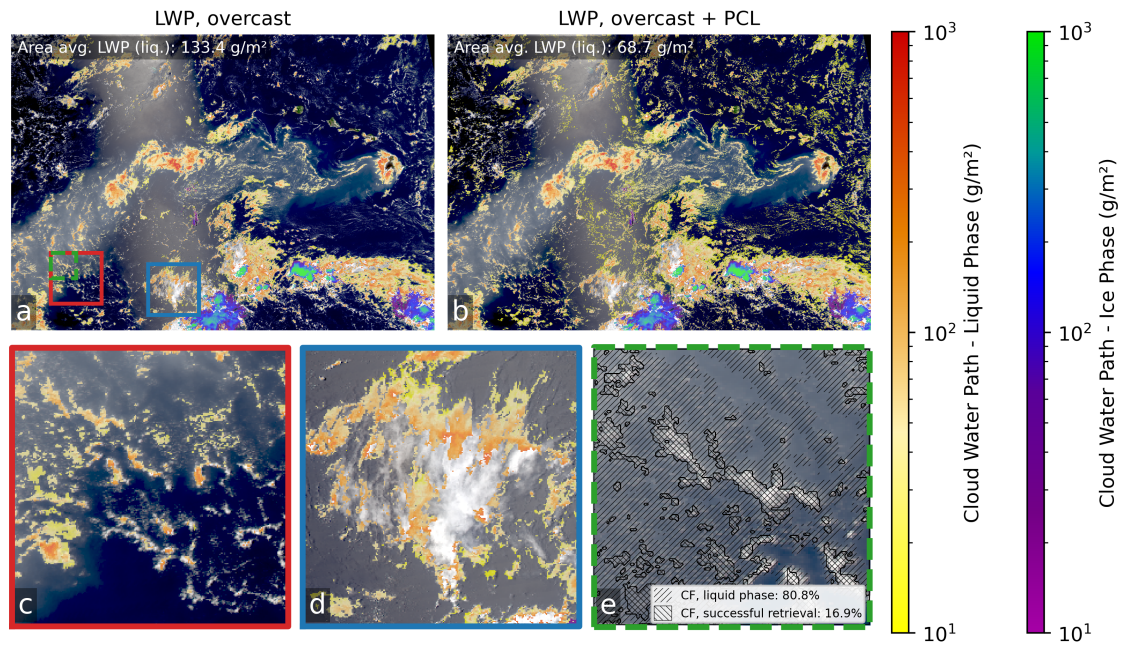 LWP, overcast
LWP, overcast + PCL
Area avg. LWP (liq.): 133.4 g/m²
Area avg. LWP (liq.): 68.7 g/m²
a
b
c
d
e
CF, liquid phase: 80.8%
CF, successful retrieval: 16.9%
10³
10²
10¹
Cloud Water Path - Liquid Phase (g/m²)
10³
10²
10¹
Cloud Water Path - Ice Phase (g/m²)